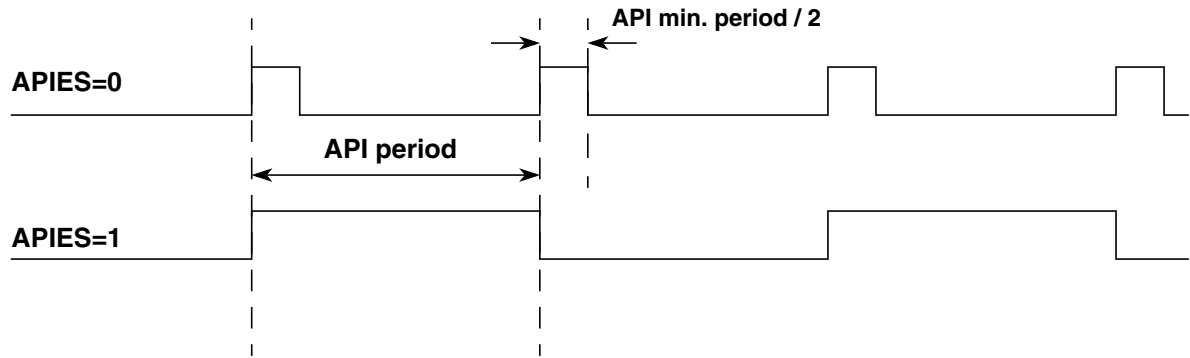 API min. period / 2
APIES=0
API period
APIES=1